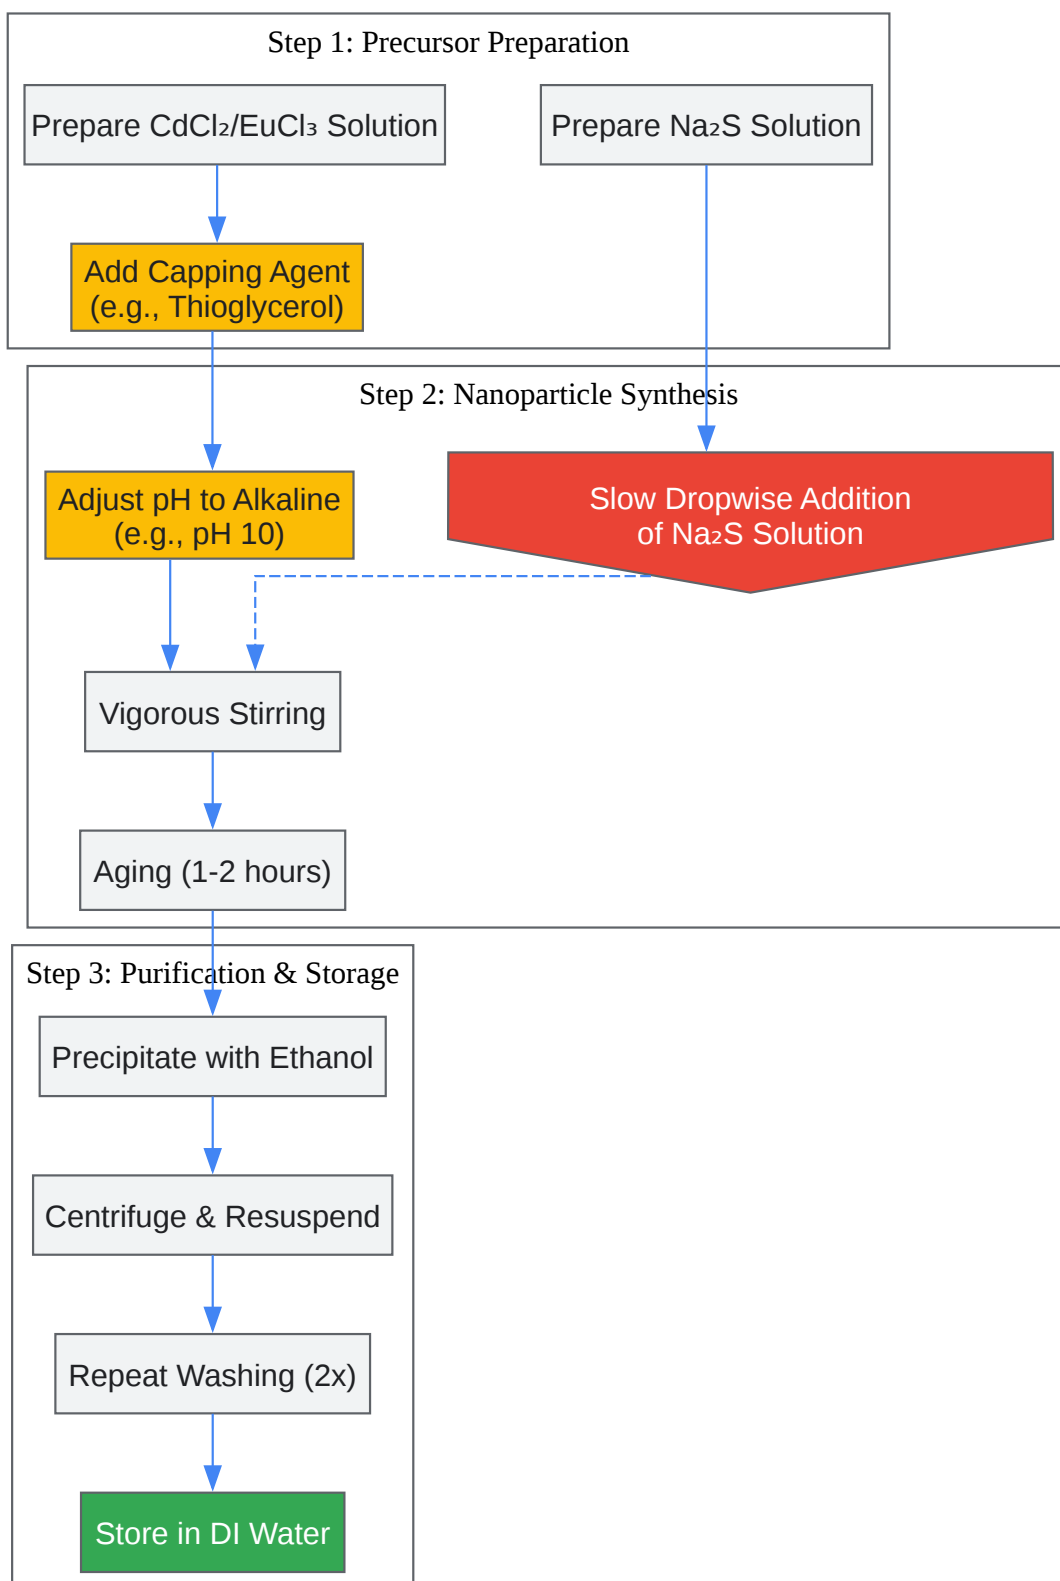 Step 1: Precursor Preparation
Prepare CdCl₂/EuCl₃ Solution
Prepare Na₂S Solution
Add Capping Agent
(e.g., Thioglycerol)
Step 2: Nanoparticle Synthesis
Adjust pH to Alkaline
(e.g., pH 10)
Slow Dropwise Addition
of Na₂S Solution
Vigorous Stirring
Aging (1-2 hours)
Step 3: Purification & Storage
Precipitate with Ethanol
Centrifuge & Resuspend
Repeat Washing (2x)
Store in DI Water